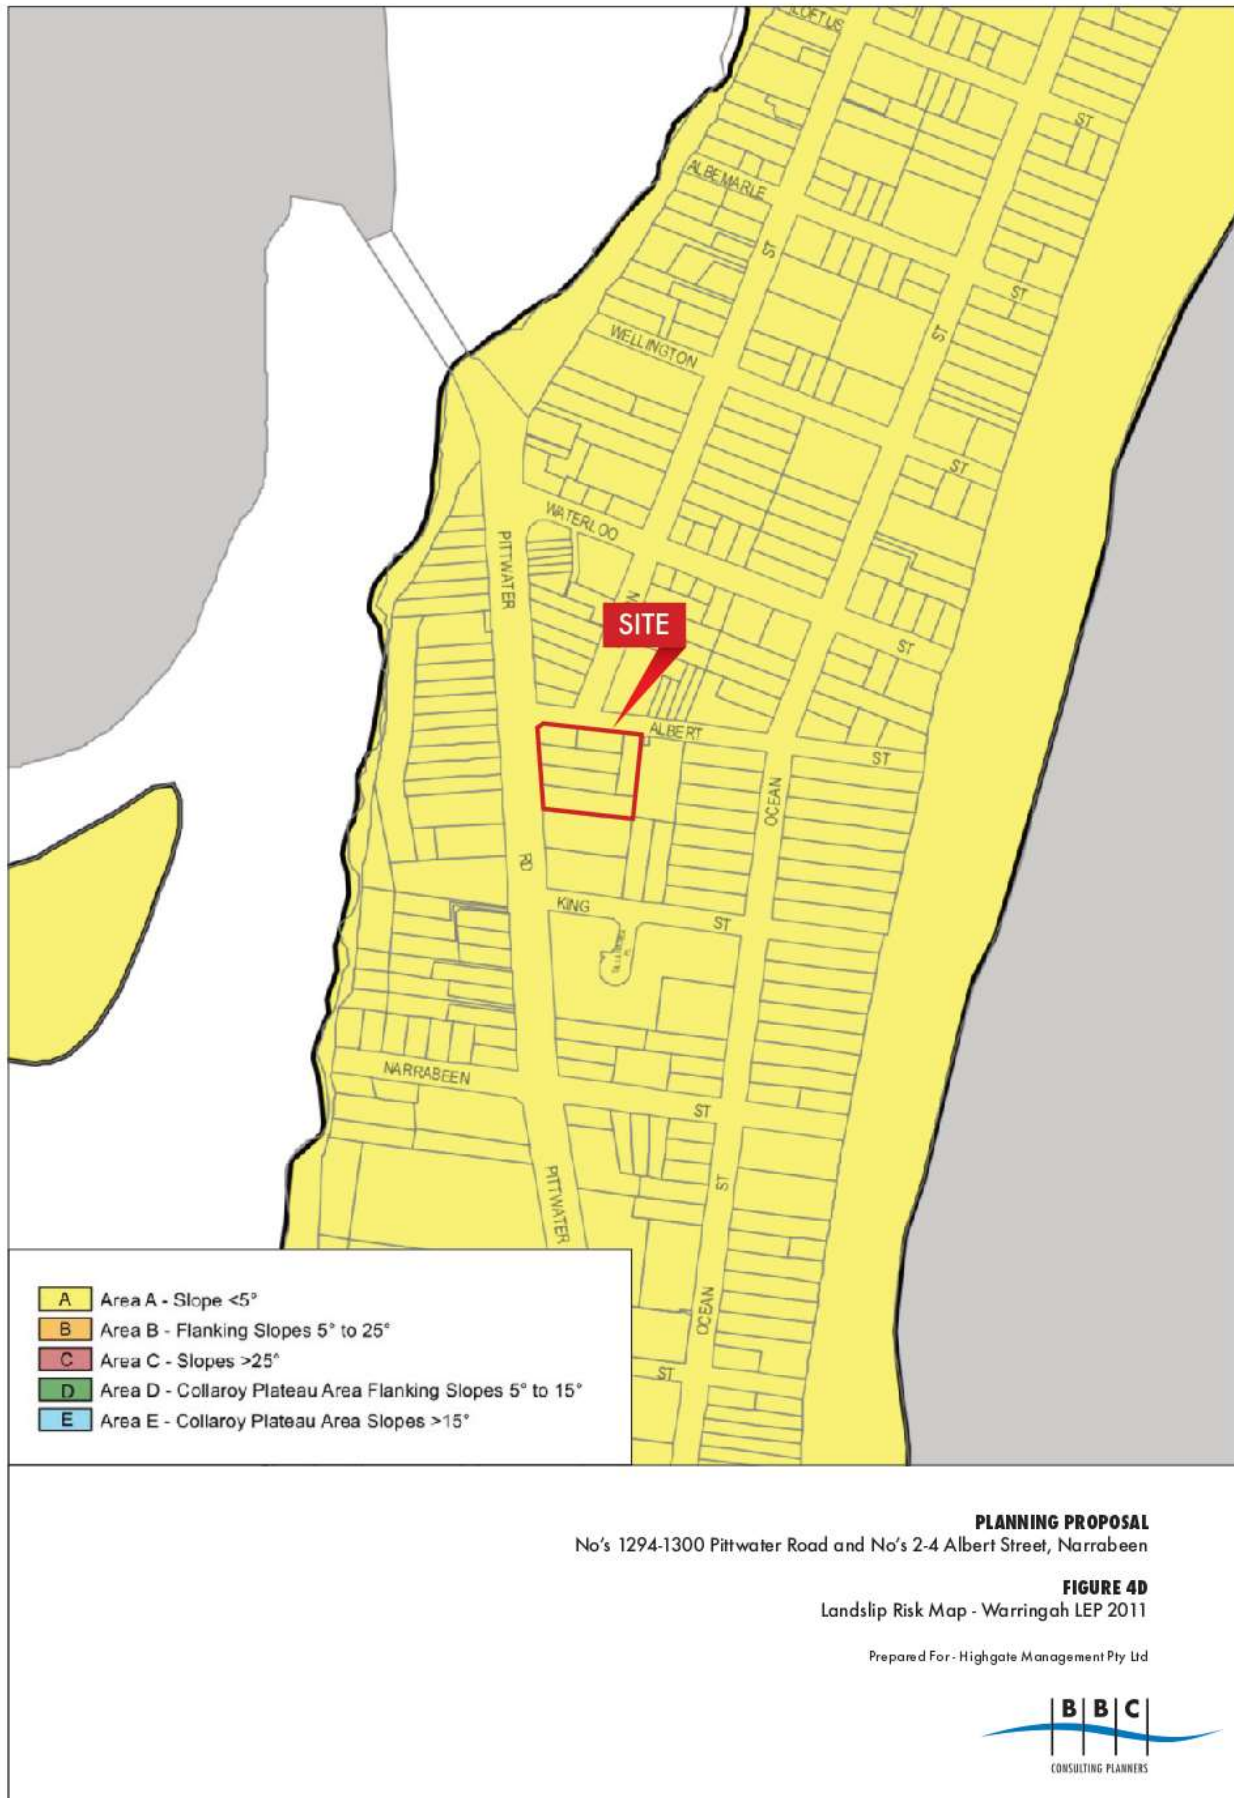 LOFTUS
ST
ALBEMARLE
ST
ST
WELLINGTON
ST
ST
WATERLOO
PITTWATER
N
SITE
ST
ALBERT
ST
OCEAN
RD
KING
ST
NARRABEEN
ST
PITTWATER
ST
OCEAN
ST
A Area A - Slope <5°
B Area B - Flanking Slopes 5° to 25°
C Area C - Slopes >25°
D Area D - Collaroy Plateau Area Flanking Slopes 5° to 15°
E Area E - Collaroy Plateau Area Slopes >15°
PLANNING PROPOSAL
No's 1294-1300 Pittwater Road and No's 2-4 Albert Street, Narrabeen
FIGURE 4D
Landslip Risk Map - Warringah LEP 2011
Prepared For - Highgate Management Pty Ltd
BBC
CONSULTING PLANNERS